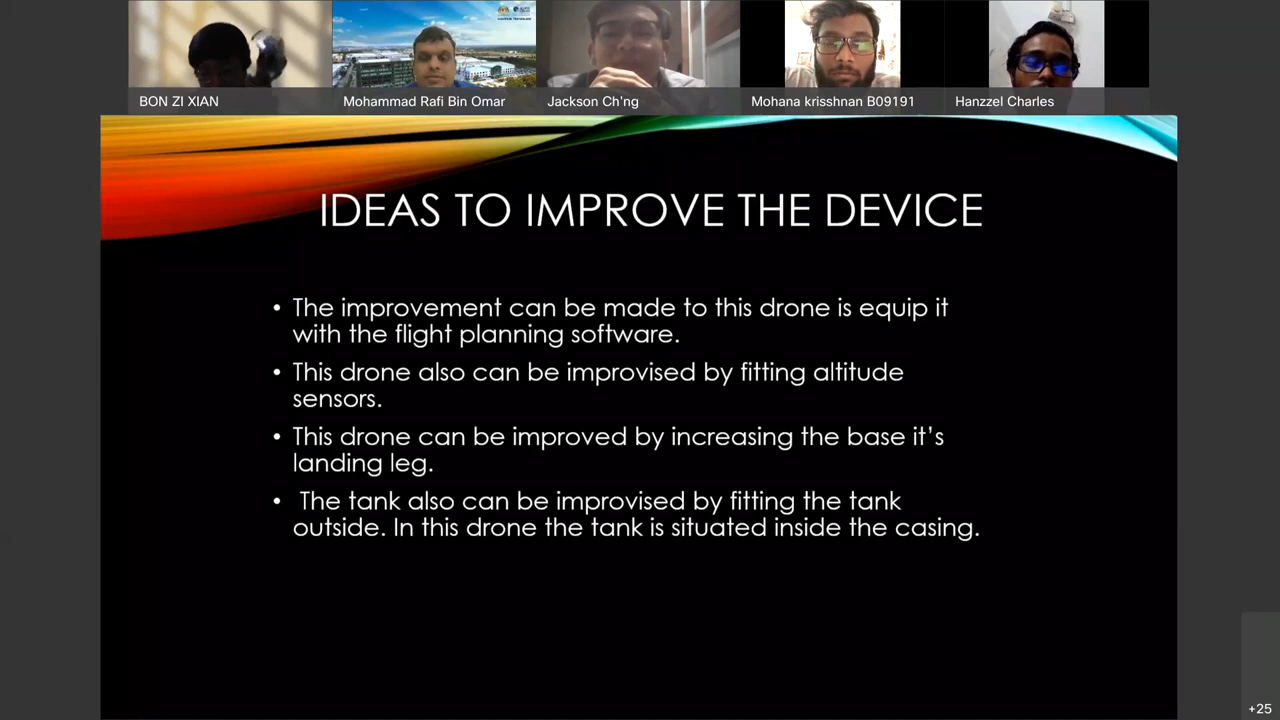 BON ZI XIAN
Mohammad Rafi Bin Omar
Jackson Ch'ng
Mohana krisshnan B09191
Hanzzel Charles
IDEAS TO IMPROVE THE DEVICE
• The improvement can be made to this drone is equip it
with the flight planning software.
• This drone also can be improvised by fitting altitude
sensors.
• This drone can be improved by increasing the base it’s
landing leg.
• The tank also can be improvised by fitting the tank
outside. In this drone the tank is situated inside the casing.
+25